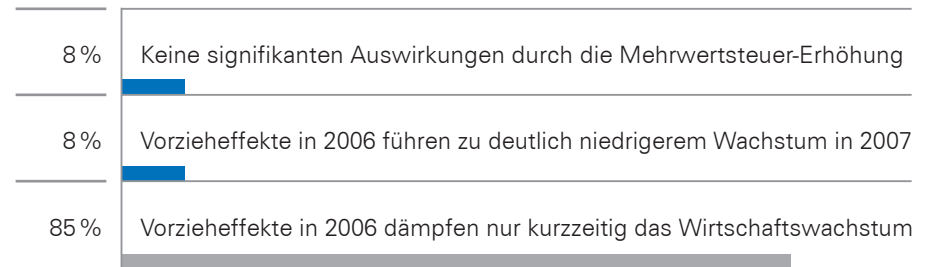 8 % Keine signifikanten Auswirkungen durch die Mehrwertsteuer-Erhöhung
8 % Vorzieheffekte in 2006 führen zu deutlich niedrigerem Wachstum in 2007
85 % Vorzieheffekte in 2006 dämpfen nur kurzzeitig das Wirtschaftswachstum